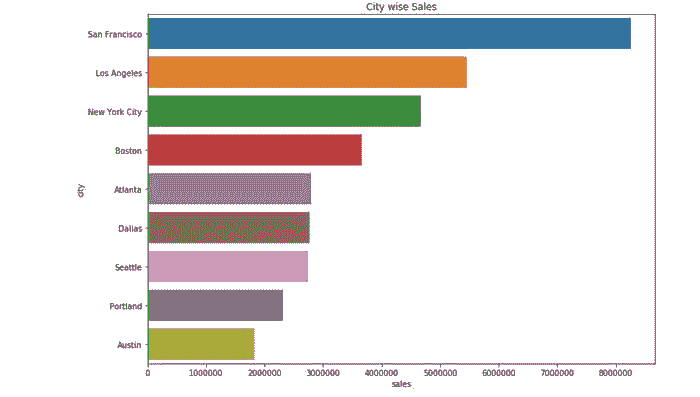 City wise Sales
city
San Francisco
Los Angeles
New York City
Boston
Atlanta
Dallas
Seattle
Portland
Austin
0 1000000 2000000 3000000 4000000 5000000 6000000 7000000 8000000
sales